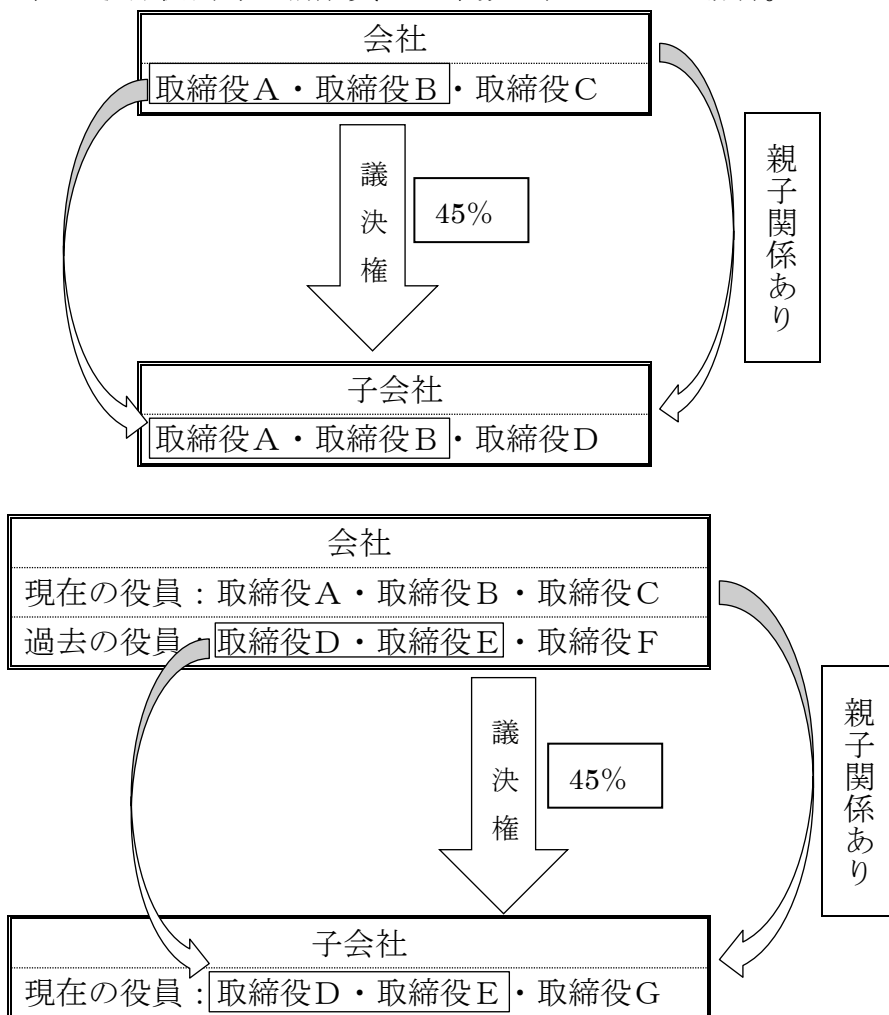 会社
取締役A・取締役B・取締役C
議決権
45%
親子関係あり
子会社
取締役A・取締役B・取締役D
会社
現在の役員：取締役A・取締役B・取締役C
過去の役員：取締役D・取締役E・取締役F
議決権
45%
親子関係あり
子会社
現在の役員：取締役D・取締役E・取締役G